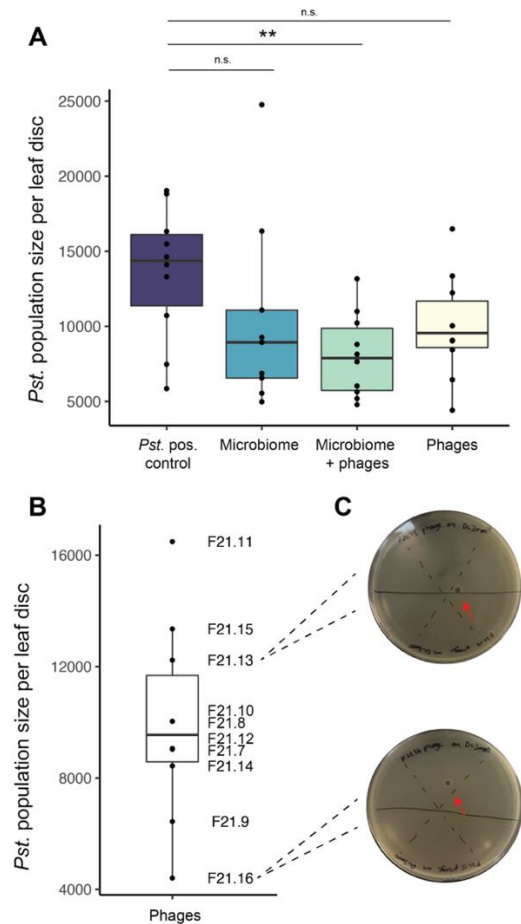 A
n.s.
**
n.s.
Pst. population size per leaf disc
25000
20000
15000
10000
5000
Pst. pos.
control
Microbiome
Microbiome
+ phages
Phages
B
Pst. population size per leaf disc
16000
12000
8000
4000
F21.11
F21.15
F21.13
F21.10
F21.8
F21.12
F21.7
F21.14
F21.9
F21.16
Phages
C